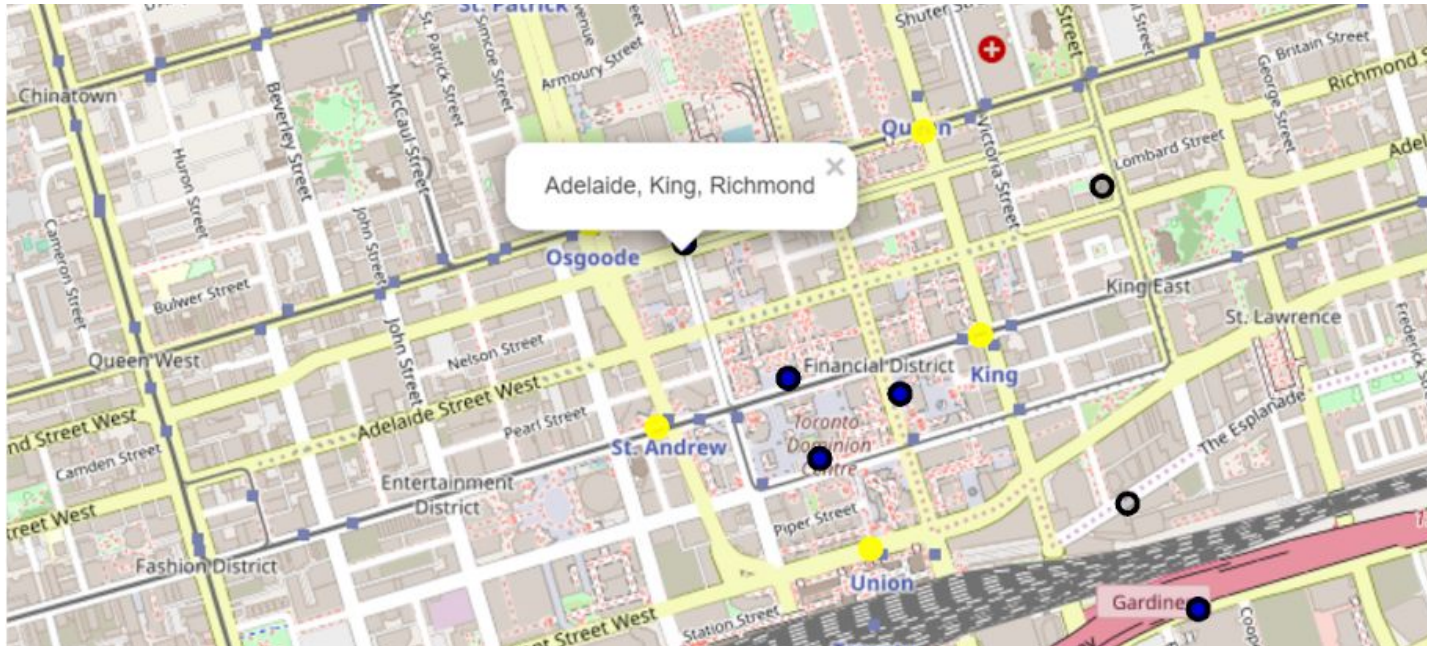 St. Patrick
Shuter
Street
Street
Britain Street
Chinatown
St. Patrick Street
Simcoe Street
Armoury Street
Beverley Street
McCaul Street
George Street
Richmond
Queen
Victoria Street
Lombard Street
Huron Street
Adelaide, King, Richmond
×
Cameron Street
John Street
Osgoode
Bulwer Street
King East
St. Lawrence
Queen West
John Street
Nelson Street
Financial District
King
Adelaide Street West
Pearl Street
St. Andrew
Toronto
Dominion
Centre
The Esplanade
Camden Street
Entertainment
District
Piper Street
Fashion District
Union
Station Street
Street West